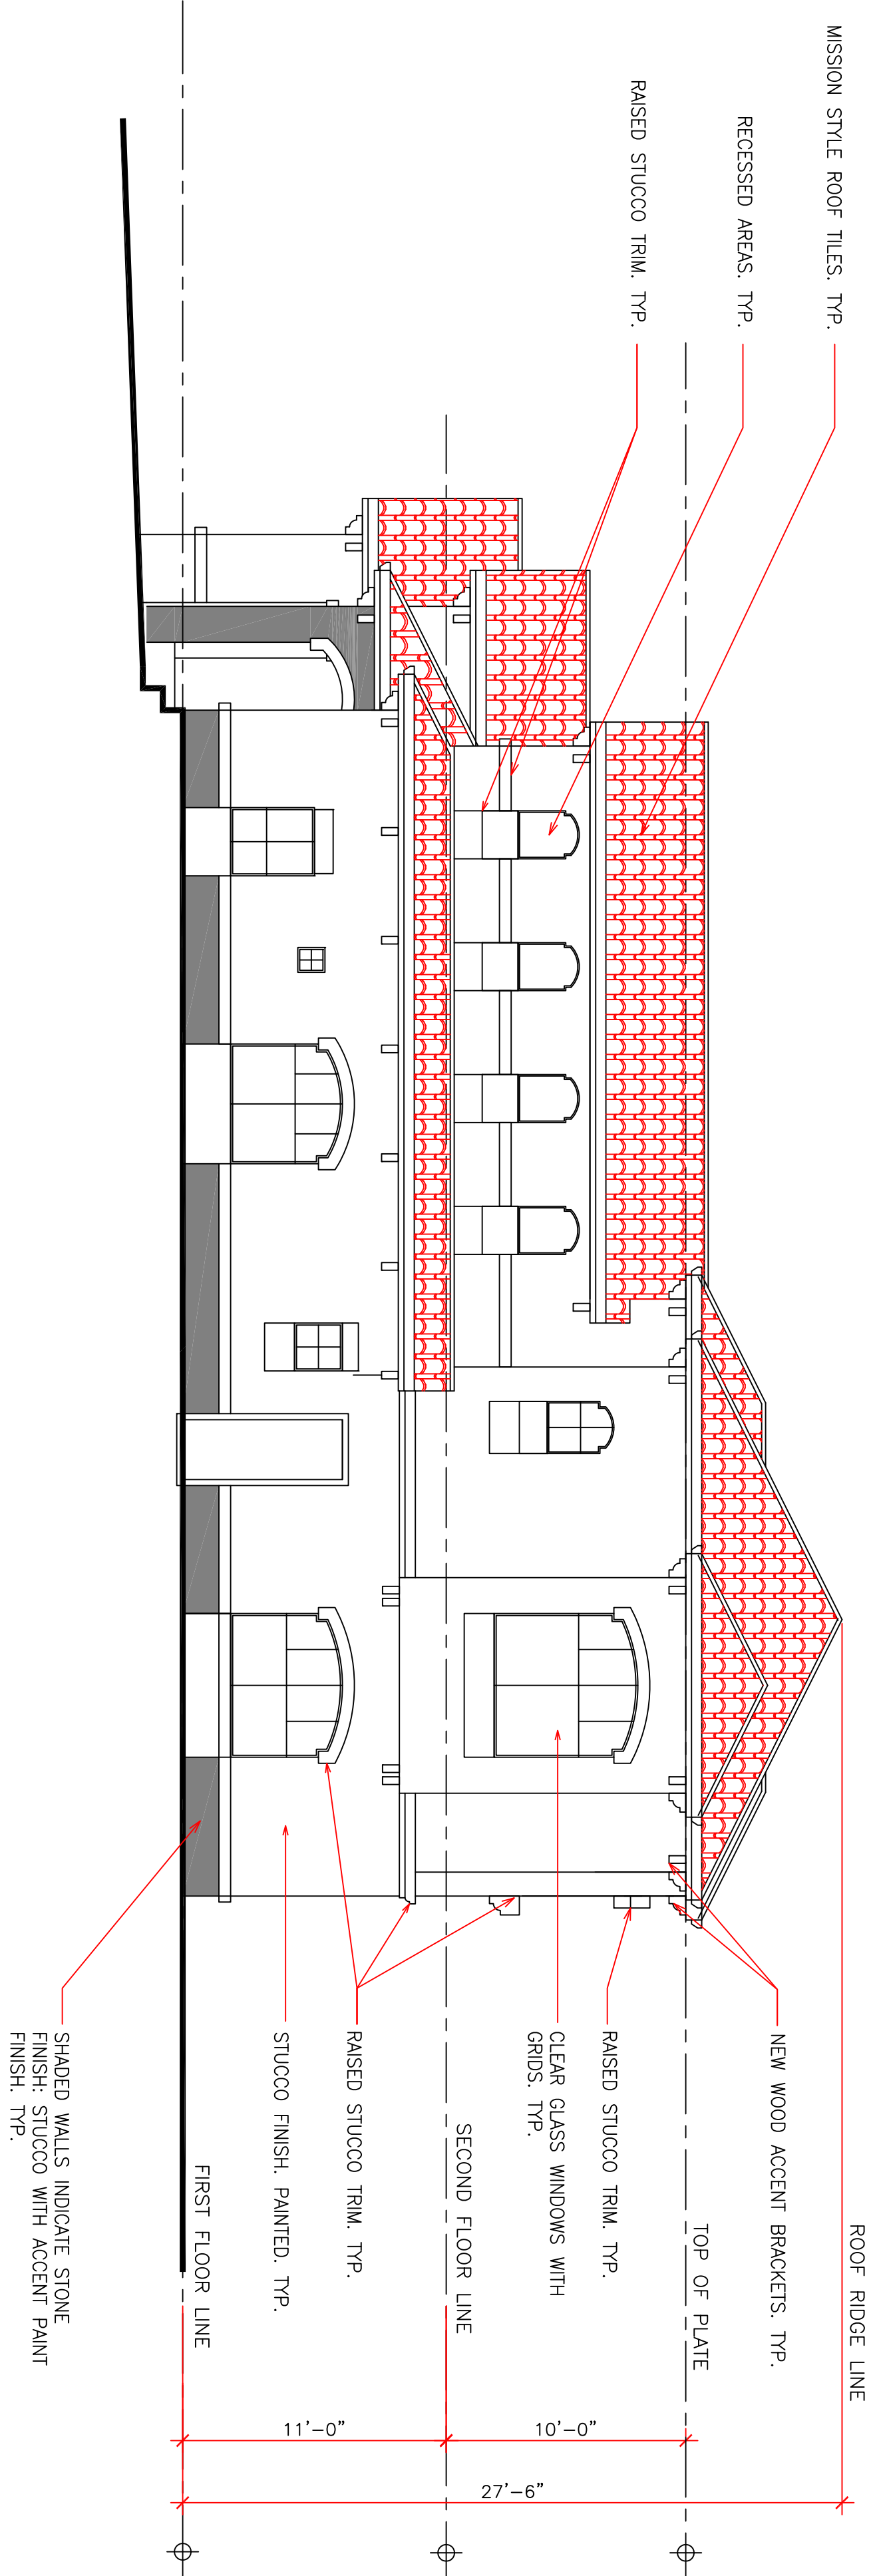 MISSION STYLE ROOF TILES. TYP.
RECESSED AREAS. TYP.
RAISED STUCCO TRIM. TYP.
ROOF RIDGE LINE
NEW WOOD ACCENT BRACKETS. TYP.
TOP OF PLATE
RAISED STUCCO TRIM. TYP.
CLEAR GLASS WINDOWS WITH
GRIDS. TYP.
SECOND FLOOR LINE
RAISED STUCCO TRIM. TYP.
STUCCO FINISH. PAINTED. TYP.
FIRST FLOOR LINE
SHADED WALLS INDICATE STONE
FINISH: STUCCO WITH ACCENT PAINT
FINISH. TYP.
10'-0"
11'-0"
27'-6"